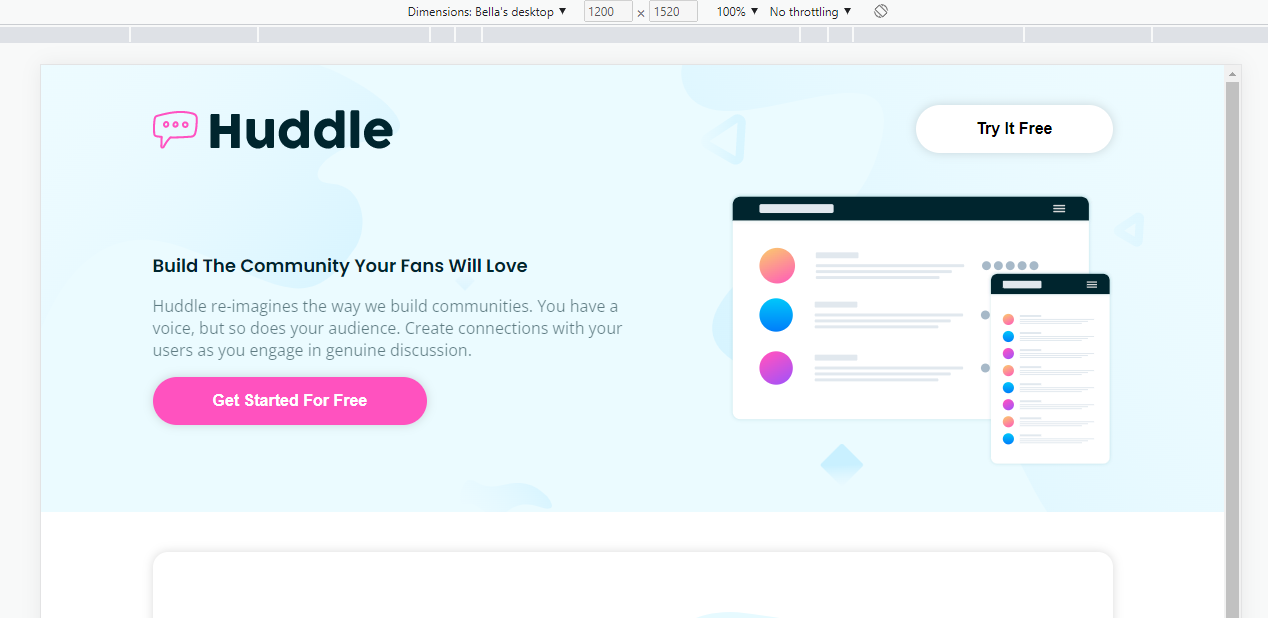 Dimensions: Bella's desktop ▼ 1200 × 1520 100% ▼ No throttling ▼
Huddle
Try It Free
Build The Community Your Fans Will Love
Huddle re-imagines the way we build communities. You have a
voice, but so does your audience. Create connections with your
users as you engage in genuine discussion.
Get Started For Free